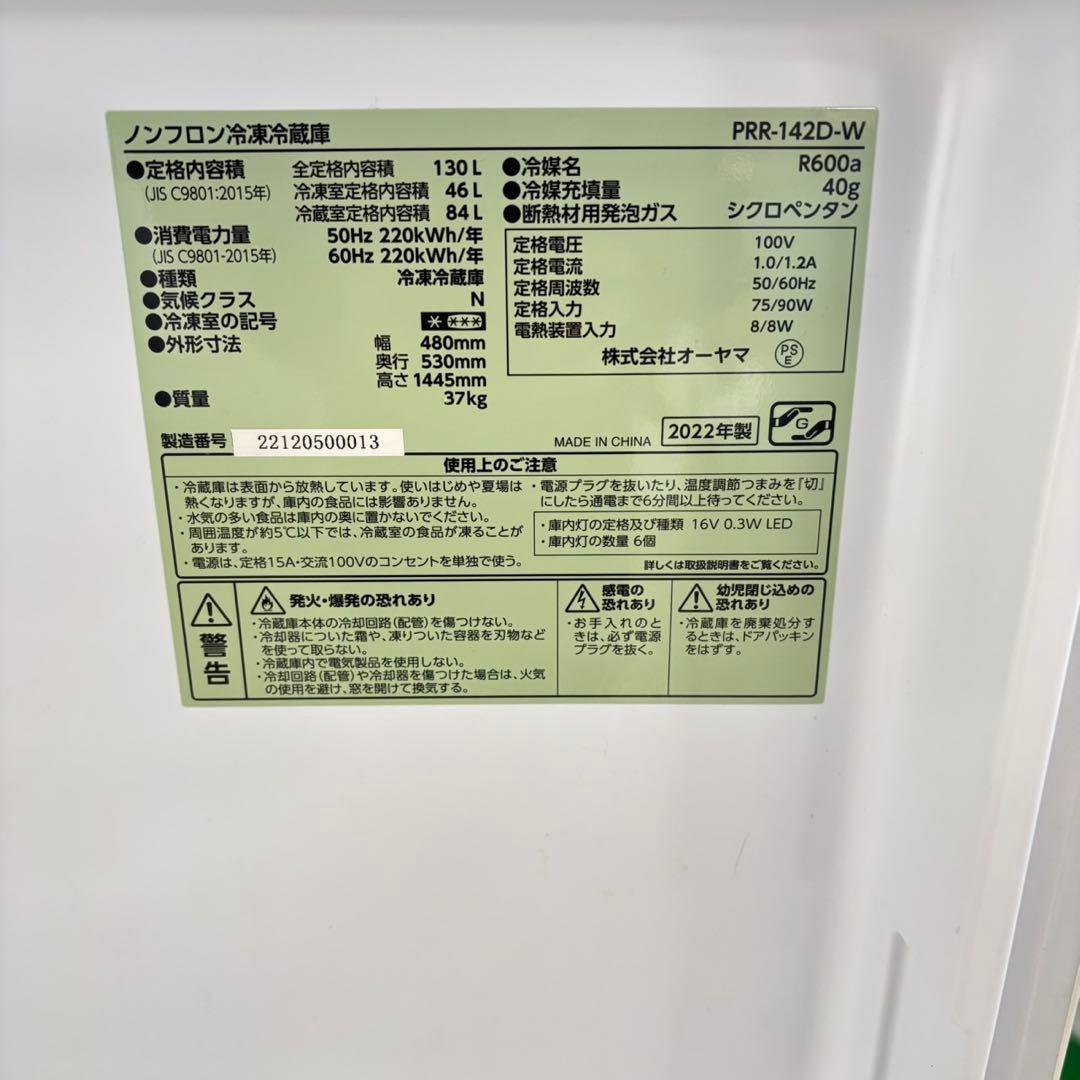 ノンフロン冷凍冷蔵庫 PRR-142D-W
●定格内容積 全定格内容積 130 L
(JIS C9801:2015年) 冷凍室定格内容積 46 L
冷蔵室定格内容積 84 L
●消費電力量 50Hz 220kWh/年
(JIS C9801-2015年) 60Hz 220kWh/年
●種類 冷凍冷蔵庫
●気候クラス N
●冷凍室の記号
●外形寸法 幅 480mm
奥行 530mm
高さ 1445mm
●質量 37kg
●冷媒名 R600a
●冷媒充填量 40g
●断熱材用発泡ガス シクロペンタン
定格電圧 100V
定格電流 1.0/1.2A
定格周波数 50/60Hz
定格入力 75/90W
電熱装置入力 8/8W
株式会社オーヤマ PS E
製造番号 22120500013 MADE IN CHINA 2022年製 G
使用上のご注意
・冷蔵庫は表面から放熱しています。使いはじめや夏場は
熱くなりますが、庫内の食品には影響ありません。
・水気の多い食品は庫内の奥に置かないでください。
・周囲温度が約5℃以下では、冷蔵室の食品が凍ることが
あります。
・電源は、定格15A・交流100Vのコンセントを単独で使う。
・電源プラグを抜いたり、温度調節つまみを「切」
にしたら通電まで6分間以上待ってください。
・庫内灯の定格及び種類 16V 0.3W LED
・庫内灯の数量 6個
詳しくは取扱説明書をご覧ください。
警告
発火・爆発の恐れあり
・冷蔵庫本体の冷却回路(配管)を傷つけない。
・冷却器についた霜や、凍りついた容器を刃物など
を使って取らない。
・冷蔵庫内で電気製品を使用しない。
・冷却回路(配管)や冷却器を傷つけた場合は、火気
の使用を避け、窓を開けて換気する。
感電の
恐れあり
・お手入れのと
きは、必ず電源
プラグを抜く。
幼児閉じ込めの
恐れあり
・冷蔵庫を廃棄処分す
るときは、ドアパッキン
をはずす。